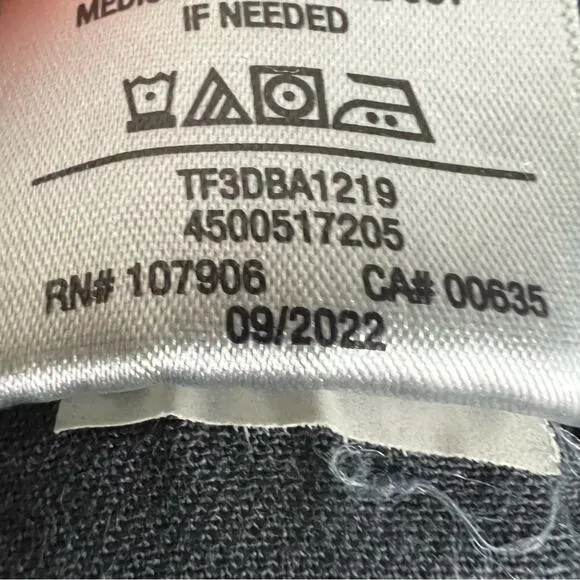 IF NEEDED
TF3DBA1219
4500517205
RN# 107906 CA# 00635
09/2022